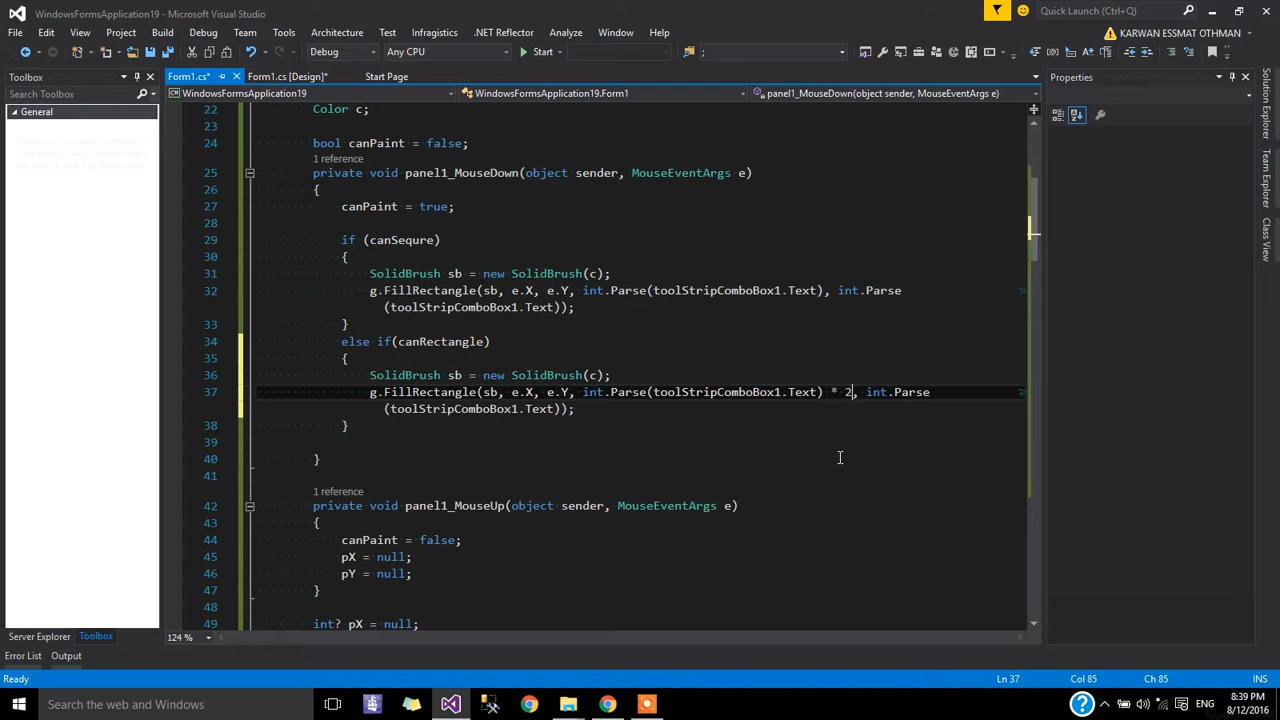 WindowsFormsApplication19 - Microsoft Visual Studio
Quick Launch (Ctrl+Q)
File Edit View Project Build Debug Team Tools Architecture Test .NET Reflector Analyze Window Help
KARWAN ESSMAT OTHMAN
Debug Any CPU Start ;
Toolbox
Form1.cs* Form1.cs [Design]* Start Page
Properties
Search Toolbox
WindowsFormsApplication19 WindowsFormsApplication19.Form1 panel1_MouseDown(object sender, MouseEventArgs e)
General
Solution Explorer
Team Explorer
Class View
22 Color c;
23
24 bool canPaint = false;
1 reference
25 private void panel1_MouseDown(object sender, MouseEventArgs e)
26 {
27 canPaint = true;
28
29 if (canSequre)
30 {
31 SolidBrush sb = new SolidBrush(c);
32 g.FillRectangle(sb, e.X, e.Y, int.Parse(toolStripComboBox1.Text), int.Parse
(toolStripComboBox1.Text));
33 }
34 else if(canRectangle)
35 {
36 SolidBrush sb = new SolidBrush(c);
37 g.FillRectangle(sb, e.X, e.Y, int.Parse(toolStripComboBox1.Text) * 2, int.Parse
(toolStripComboBox1.Text));
38 }
39
40 }
41
1 reference
42 private void panel1_MouseUp(object sender, MouseEventArgs e)
43 {
44 canPaint = false;
45 pX = null;
46 pY = null;
47 }
48
49 int? pX = null;
124 %
Server Explorer Toolbox
Error List Output
Ready Ln 37 Col 85 Ch 85 INS
Search the web and Windows
ENG
8:39 PM
8/12/2016